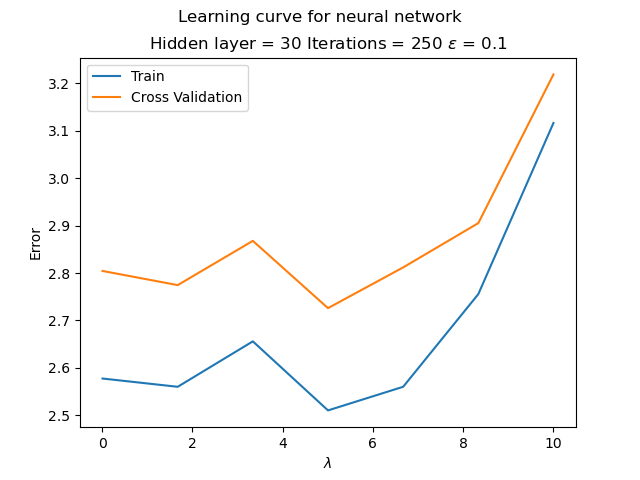 Learning curve for neural network
Hidden layer = 30 Iterations = 250 ε = 0.1
Train
Cross Validation
3.2
3.1
3.0
2.9
2.8
2.7
2.6
2.5
Error
0 2 4 6 8 10
λ